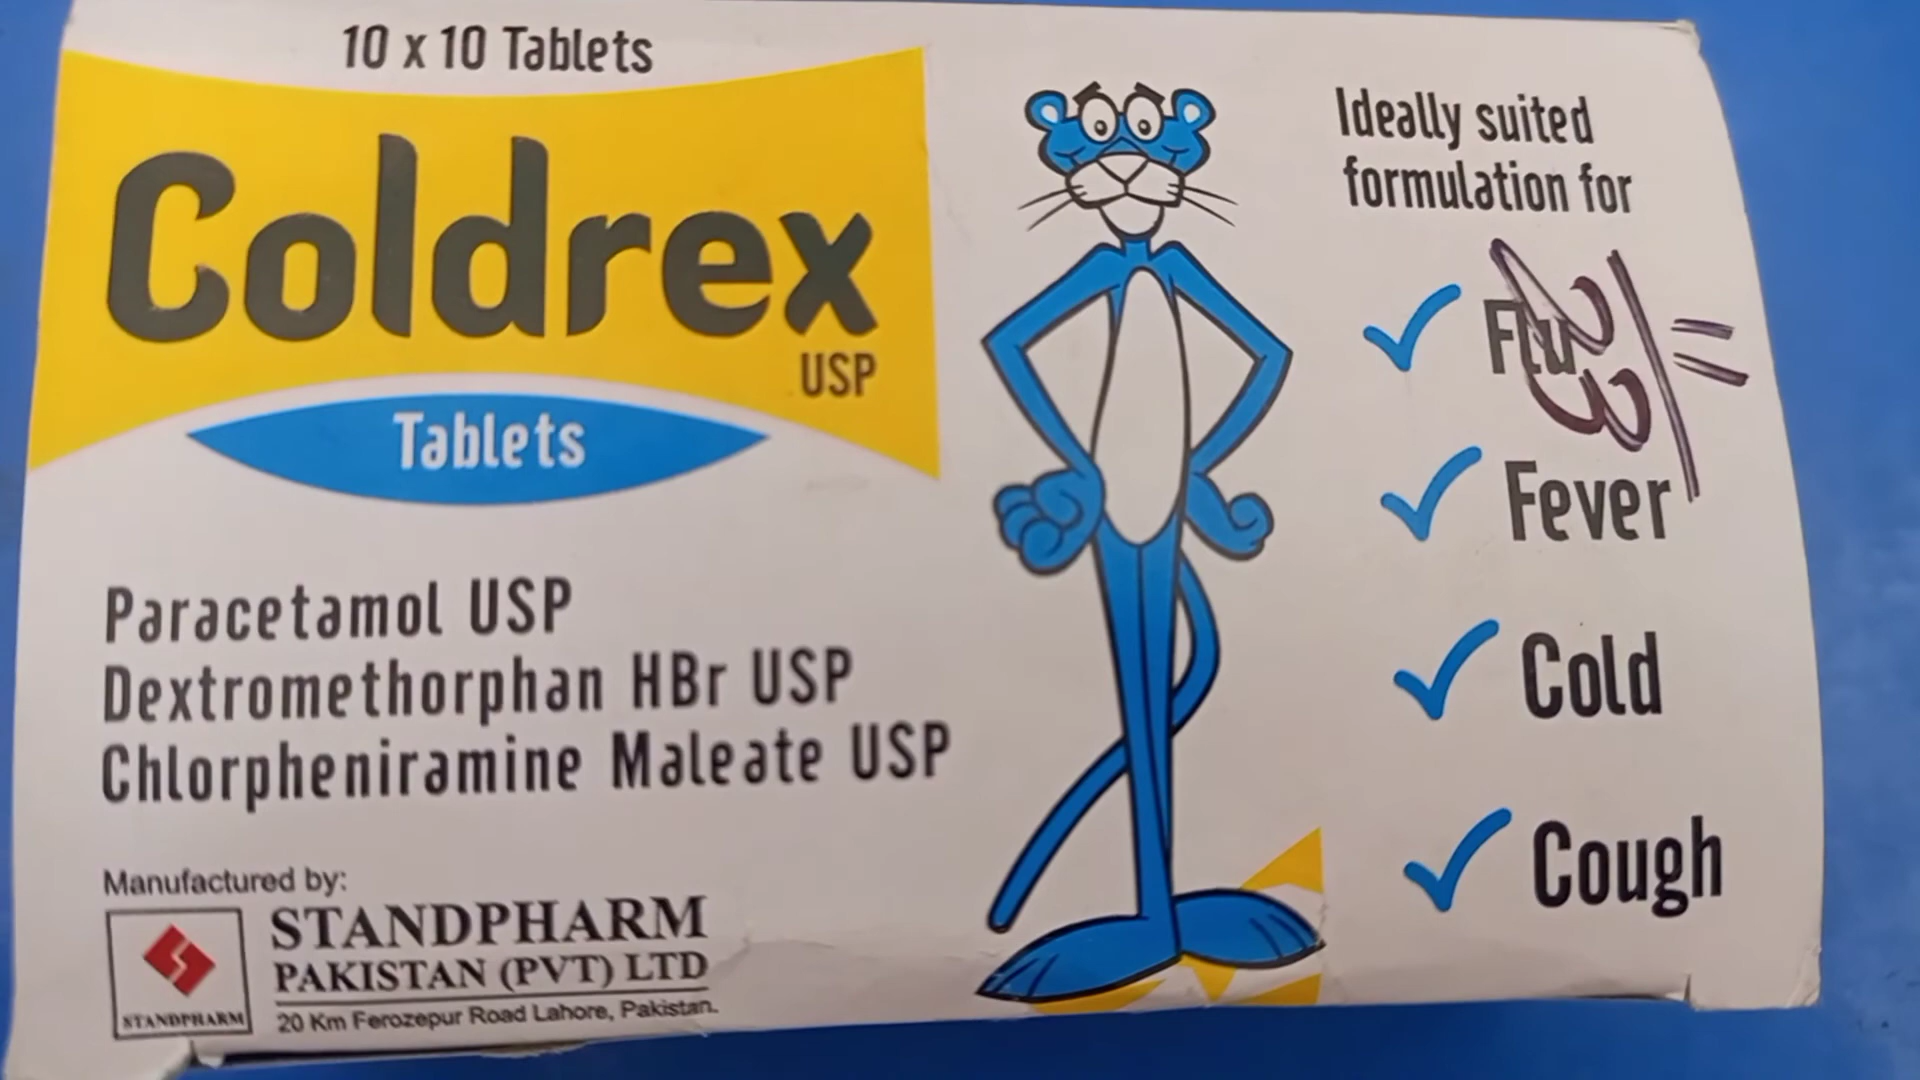 10 x 10 Tablets
Coldrex
USP
Tablets
Paracetamol USP
Dextromethorphan HBr USP
Chlorpheniramine Maleate USP
Manufactured by:
STANDPHARM
STANDPHARM
PAKISTAN (PVT) LTD
20 Km Ferozepur Road Lahore, Pakistan.
Ideally suited
formulation for
Flu
Fever
Cold
Cough